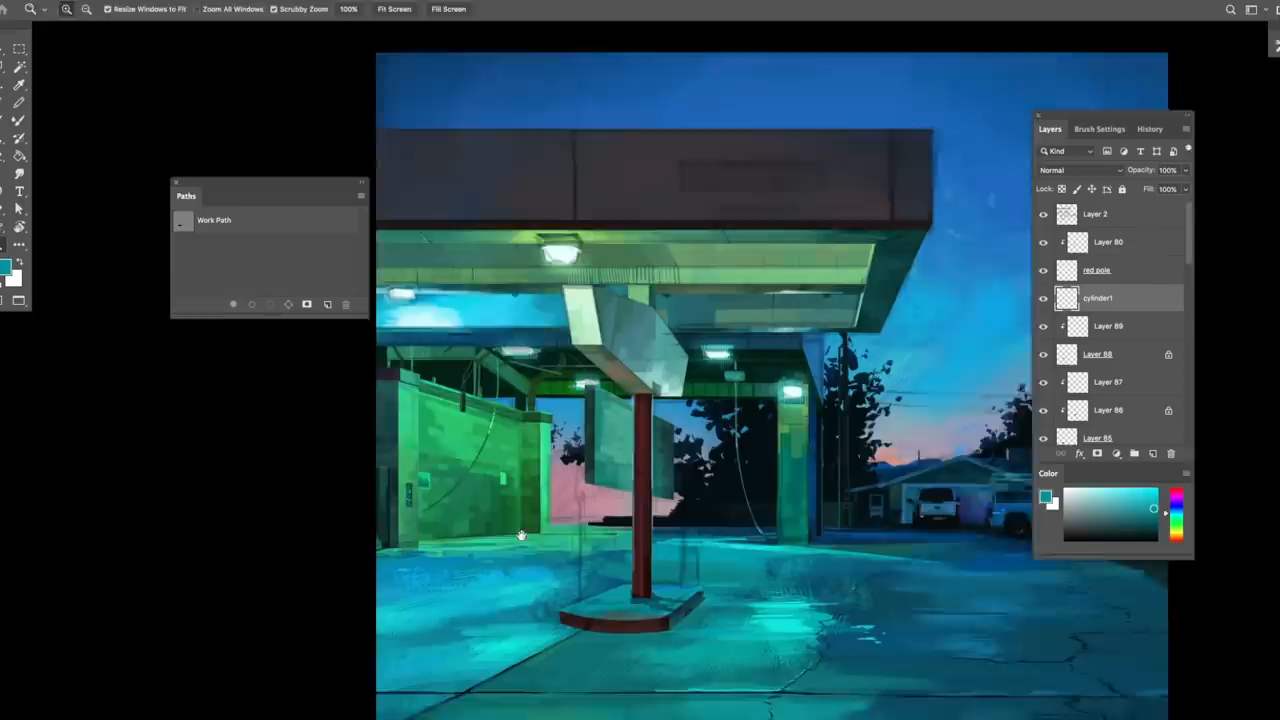 Resize Windows to Fit Zoom All Windows Scrubby Zoom 100% Fit Screen Fill Screen
Paths
Work Path
Layers Brush Settings History
Kind
Normal Opacity: 100%
Lock: Fill: 100%
Layer 2
Layer 80
red pole
cylinder1
Layer 89
Layer 88
Layer 87
Layer 86
Layer 85
Color